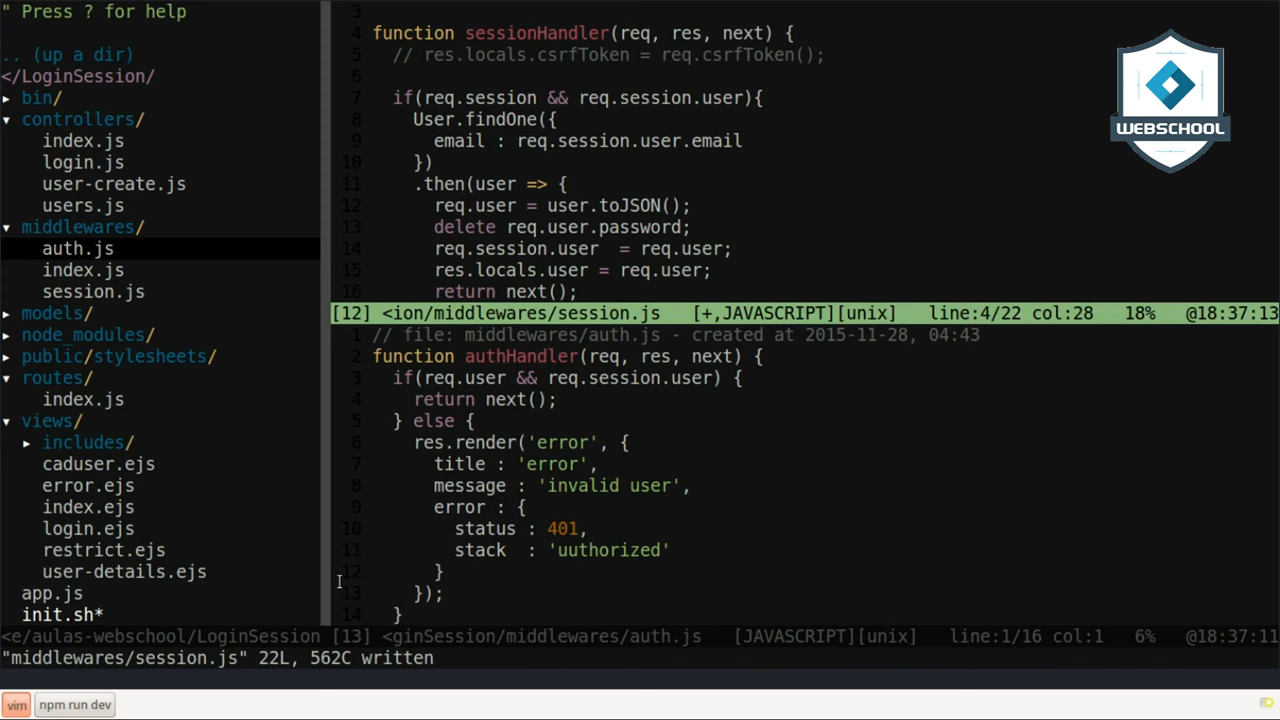 " Press ? for help
.. (up a dir)
</LoginSession/
▸ bin/
▾ controllers/
index.js
login.js
user-create.js
users.js
▾ middlewares/
auth.js
index.js
session.js
▸ models/
▸ node_modules/
▸ public/stylesheets/
▾ routes/
index.js
▾ views/
▸ includes/
caduser.ejs
error.ejs
index.ejs
login.ejs
restrict.ejs
user-details.ejs
app.js
init.sh*
<e/aulas-webschool/LoginSession
3
4 function sessionHandler(req, res, next) {
5 // res.locals.csrfToken = req.csrfToken();
6
7 if(req.session && req.session.user){
8 User.findOne({
9 email : req.session.user.email
10 })
11 .then(user => {
12 req.user = user.toJSON();
13 delete req.user.password;
14 req.session.user  = req.user;
15 res.locals.user = req.user;
16 return next();
[12] <ion/middlewares/session.js [+,JAVASCRIPT][unix] line:4/22 col:28 18% @18:37:13
1 // file: middlewares/auth.js - created at 2015-11-28, 04:43
2 function authHandler(req, res, next) {
3 if(req.user && req.session.user) {
4 return next();
5 } else {
6 res.render('error', {
7 title : 'error',
8 message : 'invalid user',
9 error : {
10 status : 401,
11 stack  : 'uuthorized'
12 }
13 });
14 }
[13] <ginSession/middlewares/auth.js [JAVASCRIPT][unix] line:1/16 col:1 6% @18:37:11
"middlewares/session.js" 22L, 562C written
vim
npm run dev
WEBSCHOOL